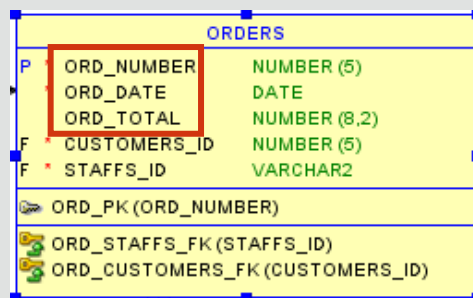 ORDERS
P * ORD_NUMBER NUMBER (5)
* ORD_DATE DATE
ORD_TOTAL NUMBER (8,2)
F * CUSTOMERS_ID NUMBER (5)
F * STAFFS_ID VARCHAR2
ORD_PK (ORD_NUMBER)
ORD_STAFFS_FK (STAFFS_ID)
ORD_CUSTOMERS_FK (CUSTOMERS_ID)